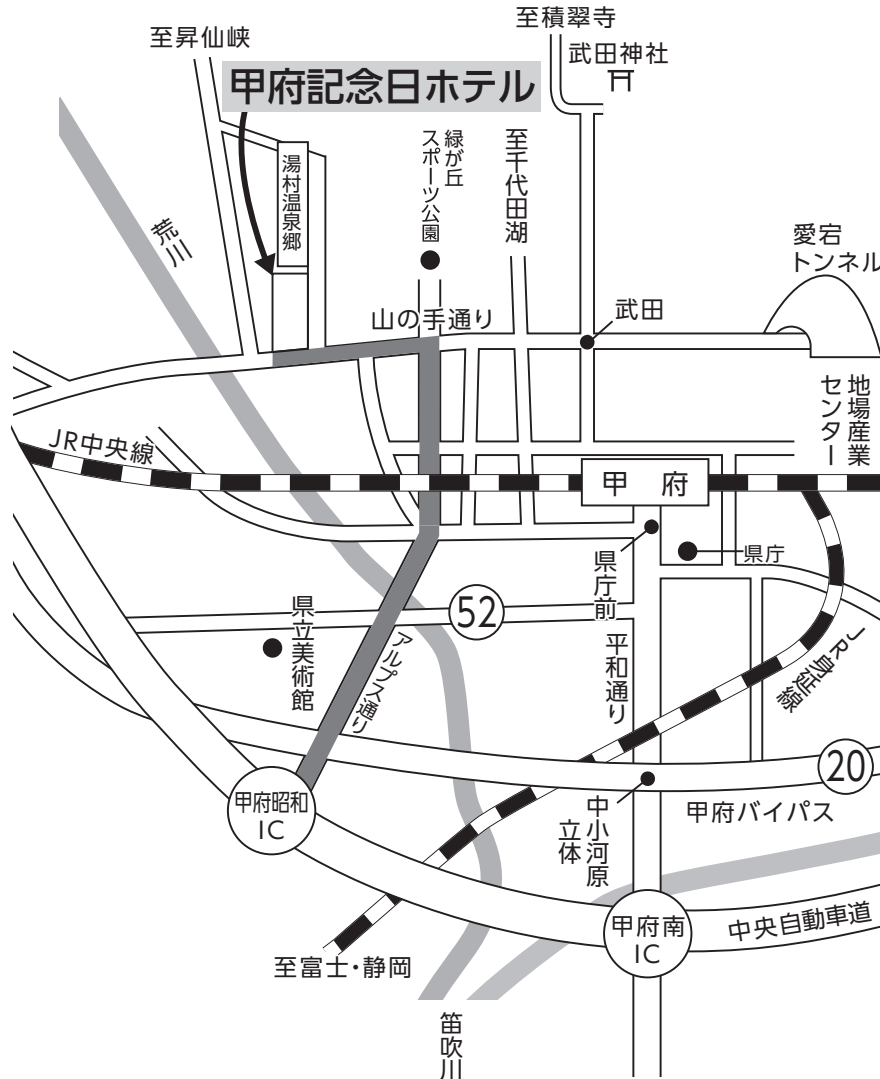 至積翠寺
至昇仙峡
武田神社
甲府記念日ホテル
湯村温泉郷
緑が丘
スポーツ公園
至千代田湖
荒川
愛宕
トンネル
山の手通り
武田
地場産業
センター
JR中央線
甲府
県庁
県庁前
52
県立美術館
アルプス通り
平和通り
JR身延線
20
甲府昭和
IC
甲府バイパス
中小河原
立体
甲府南
IC
中央自動車道
至富士・静岡
笛吹川